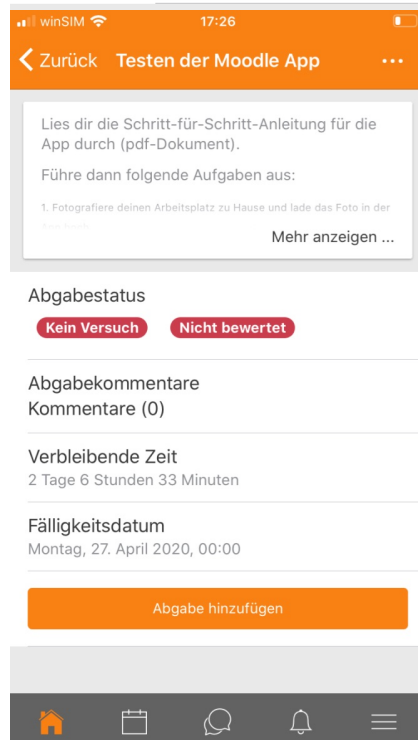 winSIM 17:26
Zurück Testen der Moodle App ...
Lies dir die Schritt-für-Schritt-Anleitung für die
App durch (pdf-Dokument).
Führe dann folgende Aufgaben aus:
1. Fotografiere deinen Arbeitsplatz zu Hause und lade das Foto in der
Mehr anzeigen ...
Abgabestatus
Kein Versuch Nicht bewertet
Abgabekommentare
Kommentare (0)
Verbleibende Zeit
2 Tage 6 Stunden 33 Minuten
Fälligkeitsdatum
Montag, 27. April 2020, 00:00
Abgabe hinzufügen